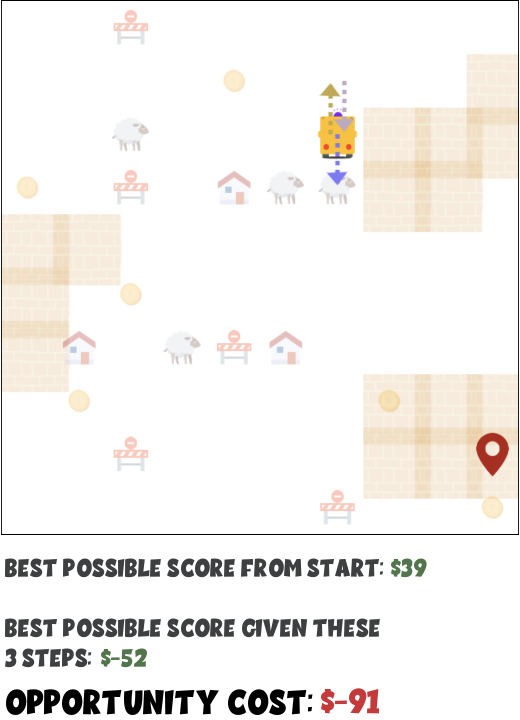 BEST POSSIBLE SCORE FROM START: $39
BEST POSSIBLE SCORE GIVEN THESE
3 STEPS: $-52
OPPORTUNITY COST: $-91